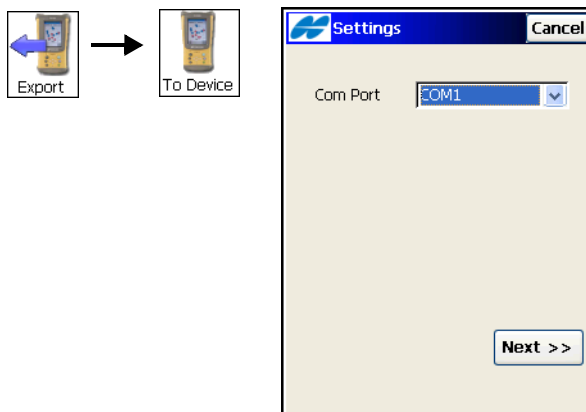 Export
To Device
Settings
Cancel
Com Port
COM1
Next >>